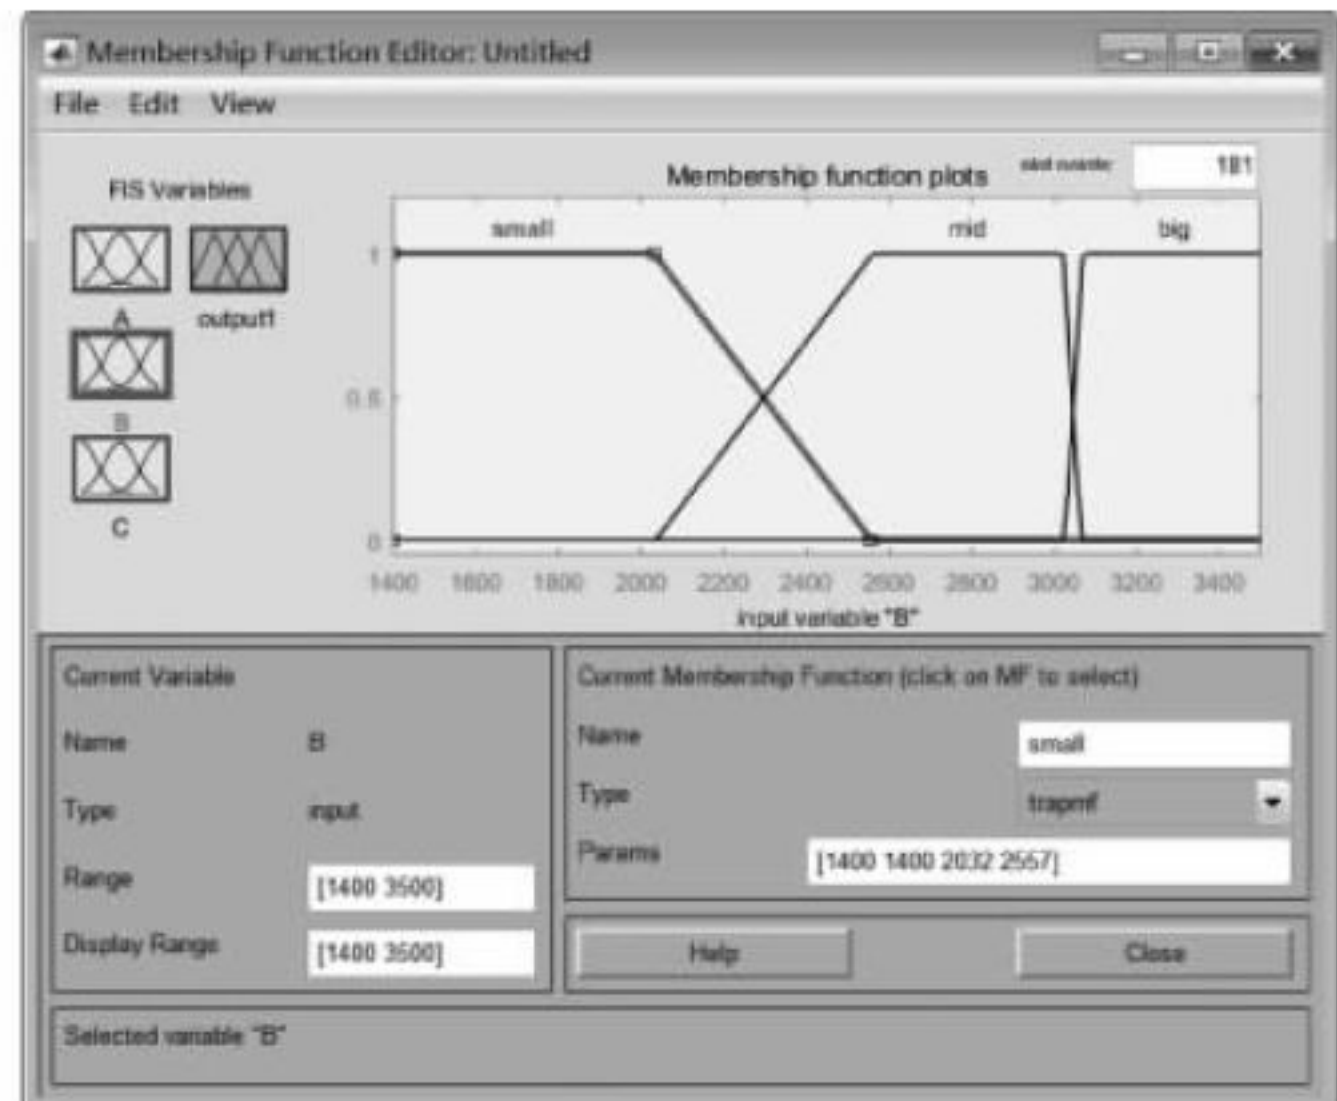 Membership Function Editor: Untitled
File Edit View
FIS Variables
A
output1
B
C
Membership function plots
plot points:
181
small
mid
big
1
0.5
0
1400 1600 1800 2000 2200 2400 2600 2800 3000 3200 3400
input variable "B"
Current Variable
Name B
Type input
Range [1400 3500]
Display Range [1400 3500]
Current Membership Function (click on MF to select)
Name small
Type trapmf
Params [1400 1400 2032 2557]
Help Close
Selected variable "B"